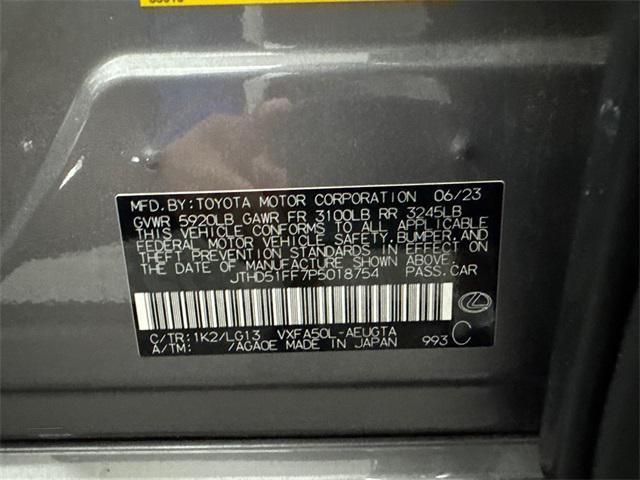 MFD.BY:TOYOTA MOTOR CORPORATION 06/23
GVWR 5920LB GAWR FR 3100LB RR 3245LB
THIS VEHICLE CONFORMS TO ALL APPLICABLE
FEDERAL MOTOR VEHICLE SAFETY,BUMPER, AND
THEFT PREVENTION STANDARDS IN EFFECT ON
THE DATE OF MANUFACTURE SHOWN ABOVE.
JTHD51FF7P5018754 PASS.CAR
C/TR:1K2/LG13 VXFA50L-AEUGTA
A/TM: /AGA0E MADE IN JAPAN 993 C